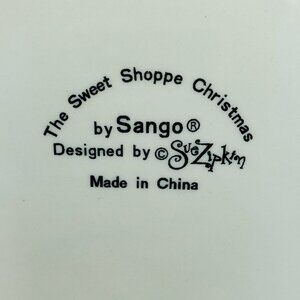 The Sweet Shoppe Christmas
by Sango®
Designed by © Sue Zipkin
Made in China